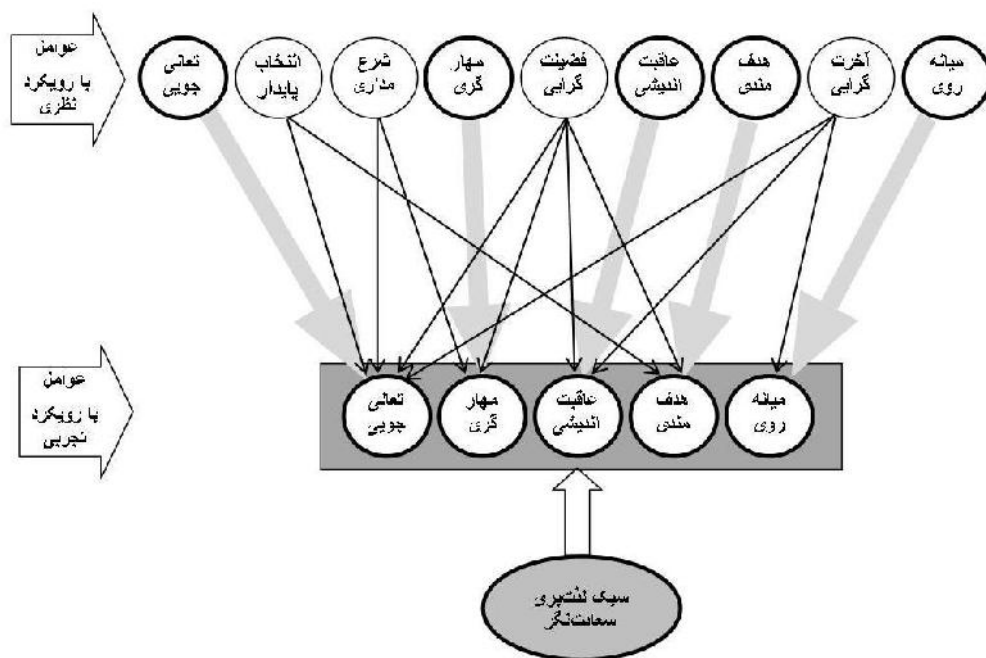 عوامل
با رویکرد
نظری
میانه
روی
آخرت
گرایی
هدف
مندی
عاقبت
اندیشی
فضیلت
گرایی
مهار
گری
شرع
مداری
انتخاب
پایدار
تعالی
جویی
عوامل
با رویکرد
تجربی
میانه
روی
هدف
مندی
عاقبت
اندیشی
مهار
گری
تعالی
جویی
سبک لذت‌بری
سعادت‌نگر